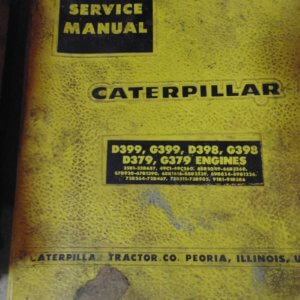 SERVICE
MANUAL
CATERPILLAR
D399, G399, D398, G398
D379, G379 ENGINES
CATERPILLAR TRACTOR CO. PEORIA, ILLINOIS, U